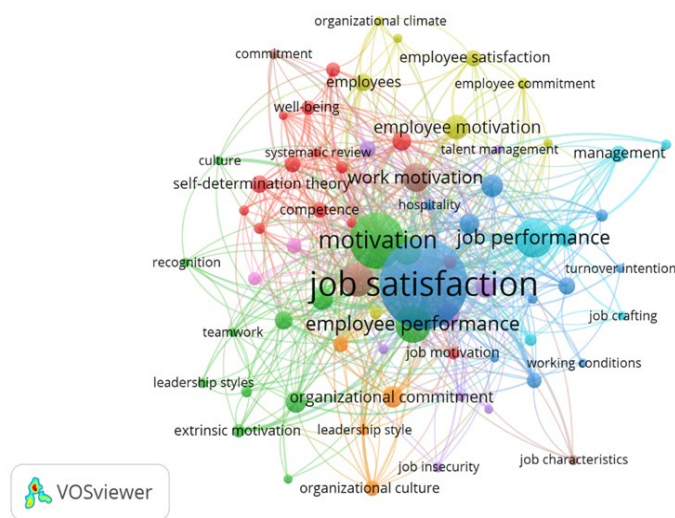 organizational climate
commitment
employee satisfaction
employees
employee commitment
well-being
employee motivation
systematic review
talent management
management
culture
self-determination theory
work motivation
competence
hospitality
motivation
job performance
recognition
turnover intention
job satisfaction
job crafting
employee performance
teamwork
job motivation
working conditions
leadership styles
organizational commitment
extrinsic motivation
leadership style
job insecurity
job characteristics
organizational culture
VOSviewer